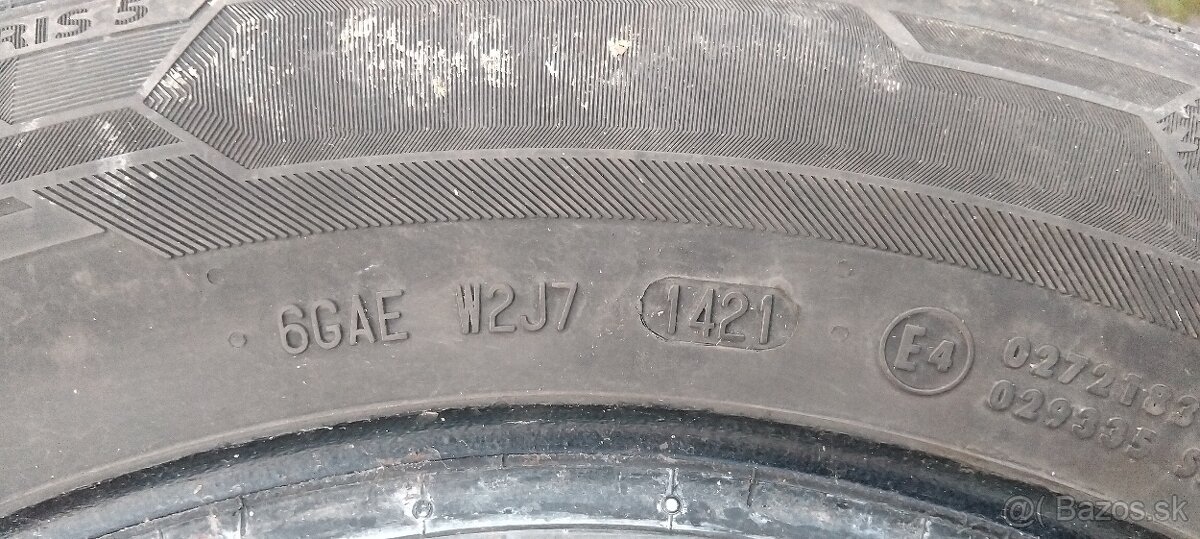 RIS 5
6GAE W2J7 1421
E4 0272183
029335 S
@( Bazos.sk